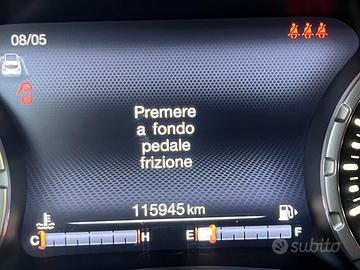 08/05
Premere
a fondo
pedale
frizione
115945 km
C H E F
subito